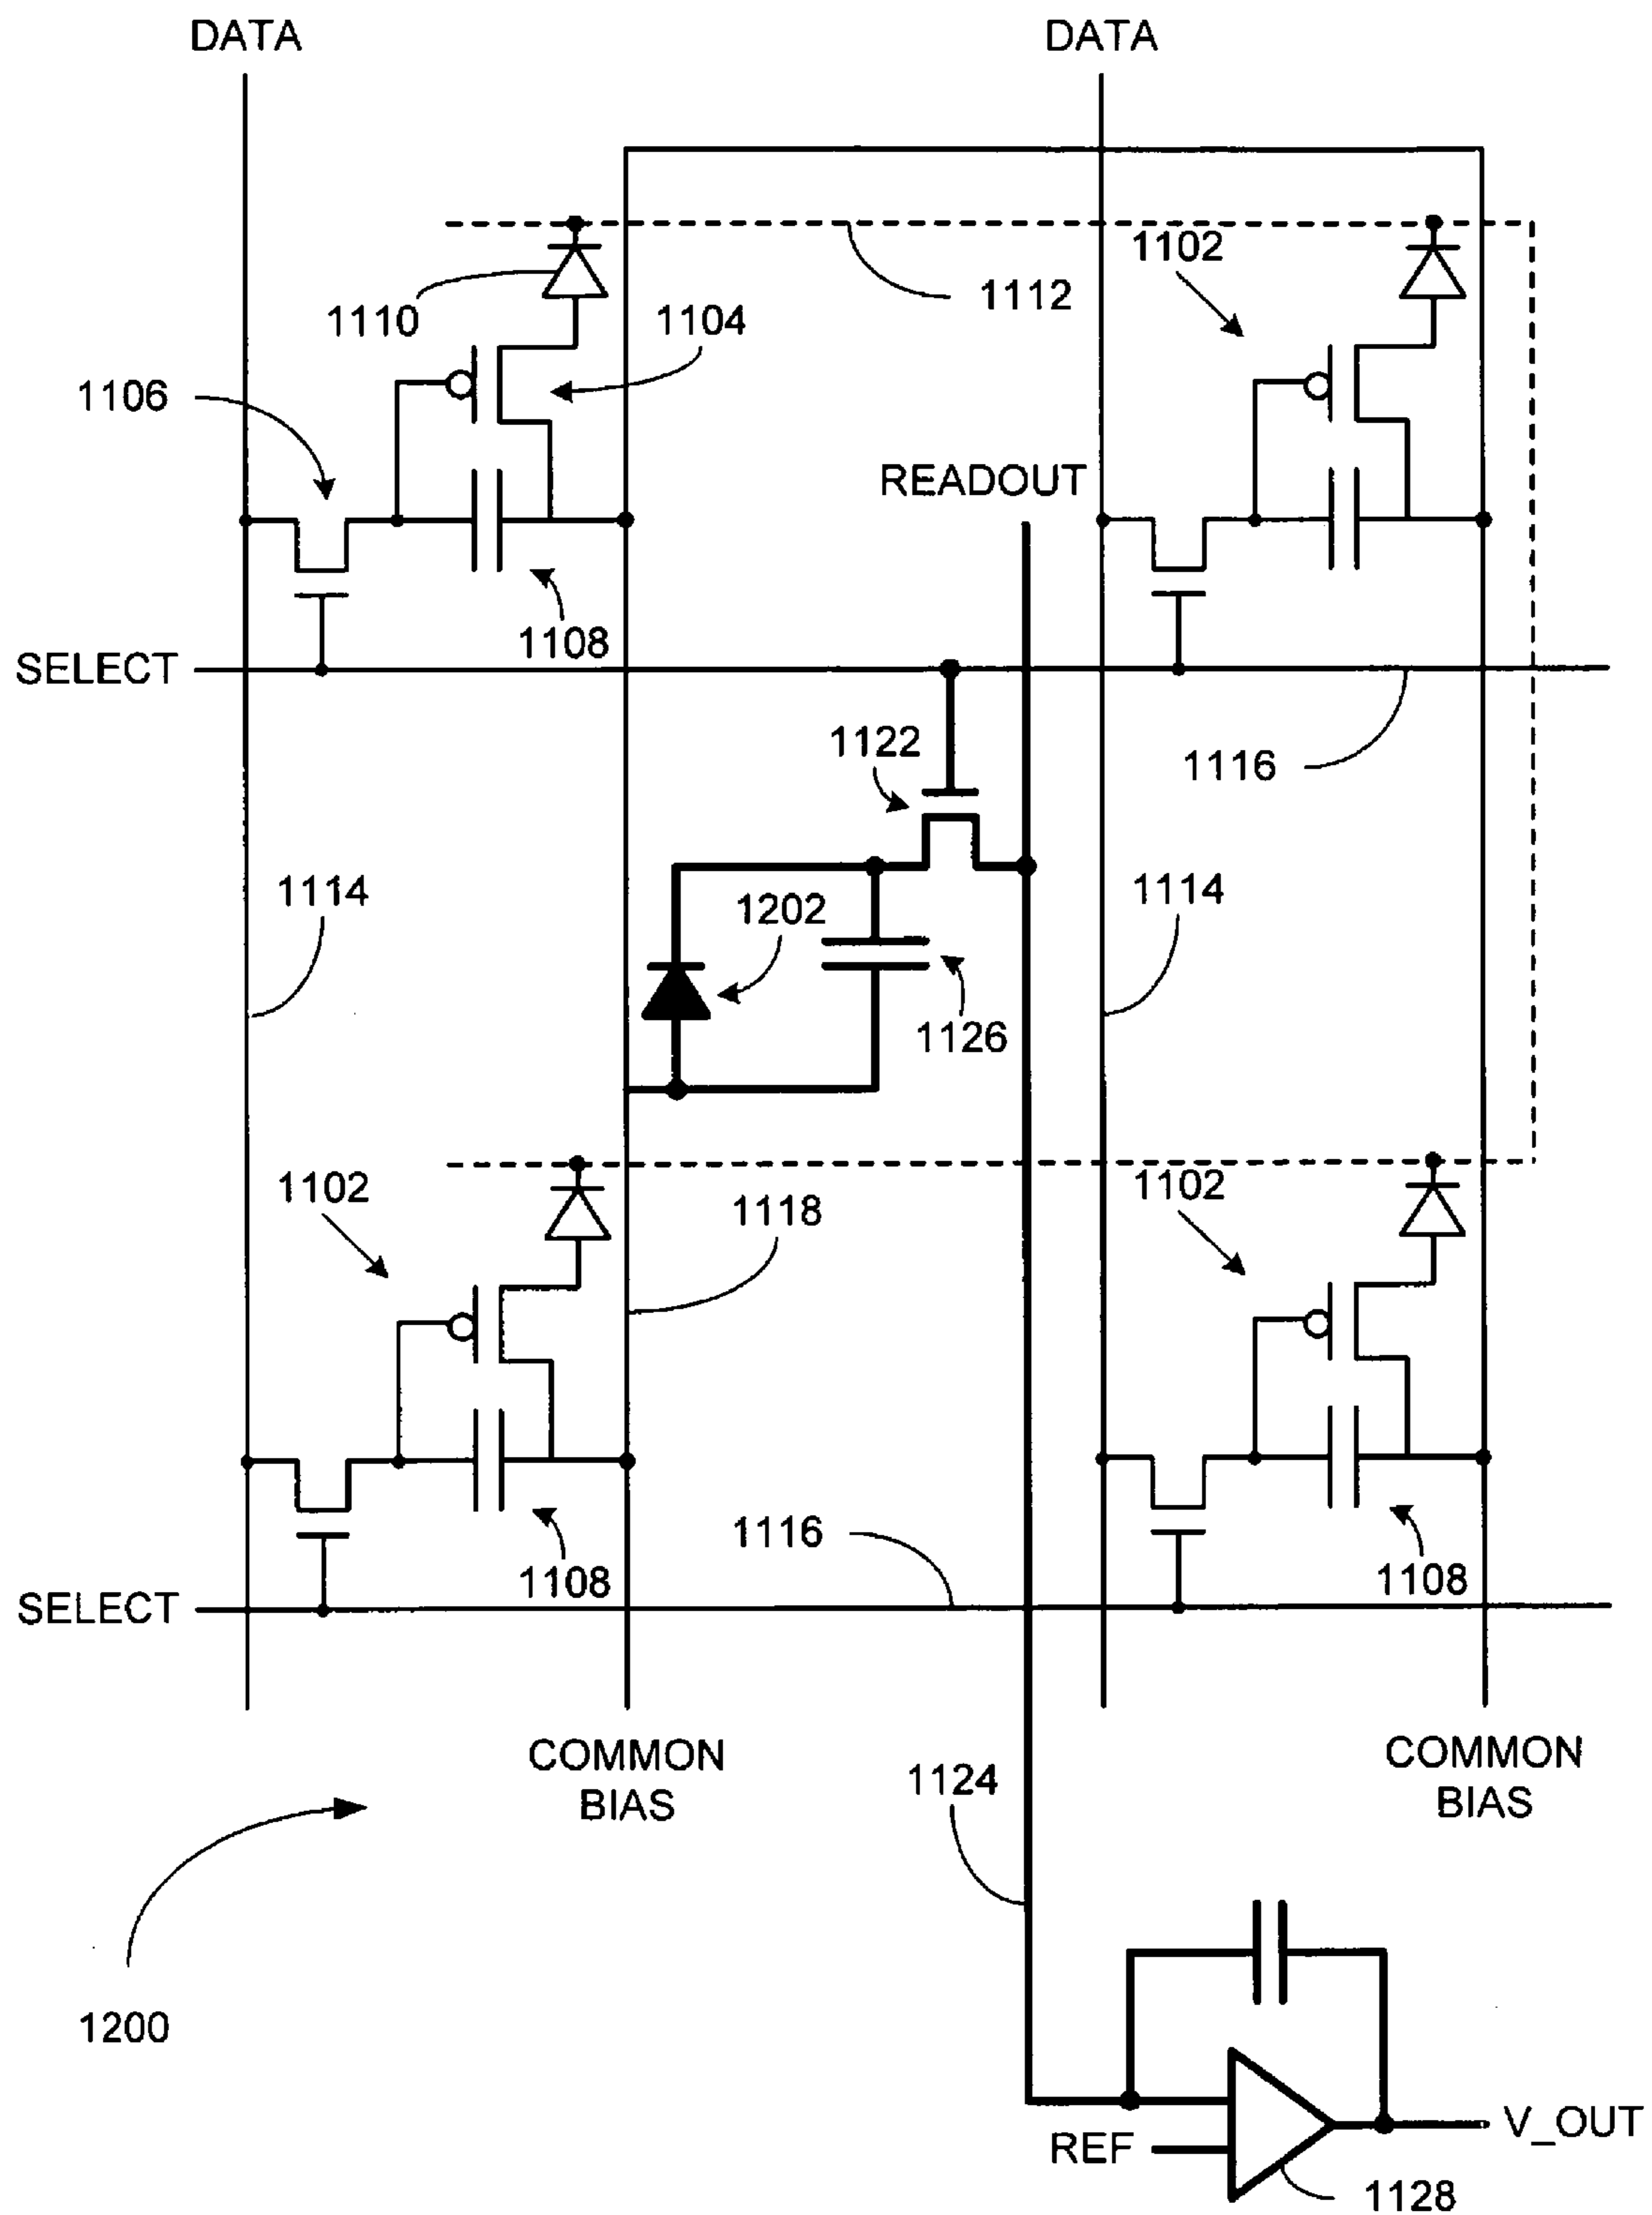 DATA
DATA
1102
1112
1110
1104
1106
READOUT
1108
SELECT
1122
1116
1114
1202
1114
1126
1102
1118
1102
1116
1108
1108
SELECT
COMMON
BIAS
COMMON
BIAS
1124
1200
REF
V_OUT
1128